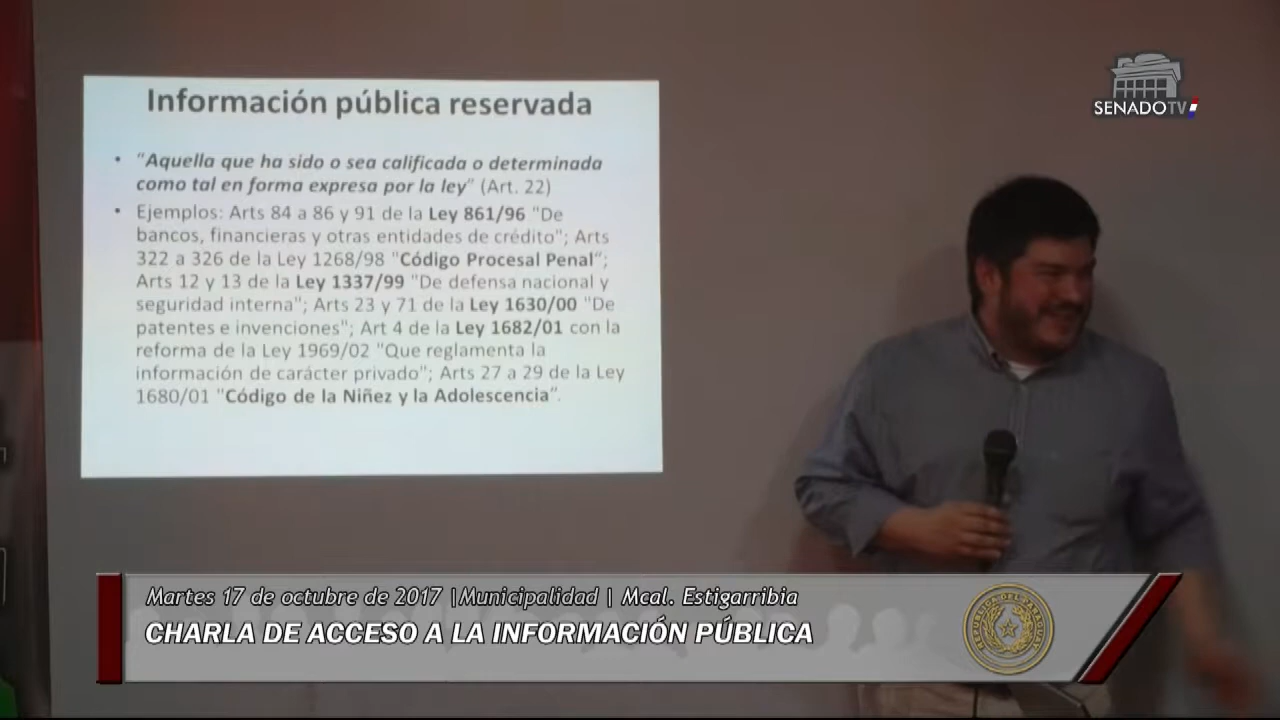 Información pública reservada
• "Aquella que ha sido o sea calificada o determinada
como tal en forma expresa por la ley" (Art. 22)
• Ejemplos: Arts 84 a 86 y 91 de la Ley 861/96 "De
bancos, financieras y otras entidades de crédito"; Arts
322 a 326 de la Ley 1268/98 "Código Procesal Penal";
Arts 12 y 13 de la Ley 1337/99 "De defensa nacional y
seguridad interna"; Arts 23 y 71 de la Ley 1630/00 "De
patentes e invenciones"; Art 4 de la Ley 1682/01 con la
reforma de la Ley 1969/02 "Que reglamenta la
información de carácter privado"; Arts 27 a 29 de la Ley
1680/01 "Código de la Niñez y la Adolescencia".
SENADOTV
Martes 17 de octubre de 2017 |Municipalidad | Mcal. Estigarribia
CHARLA DE ACCESO A LA INFORMACIÓN PÚBLICA
REPUBLICA DEL PARAGUAY